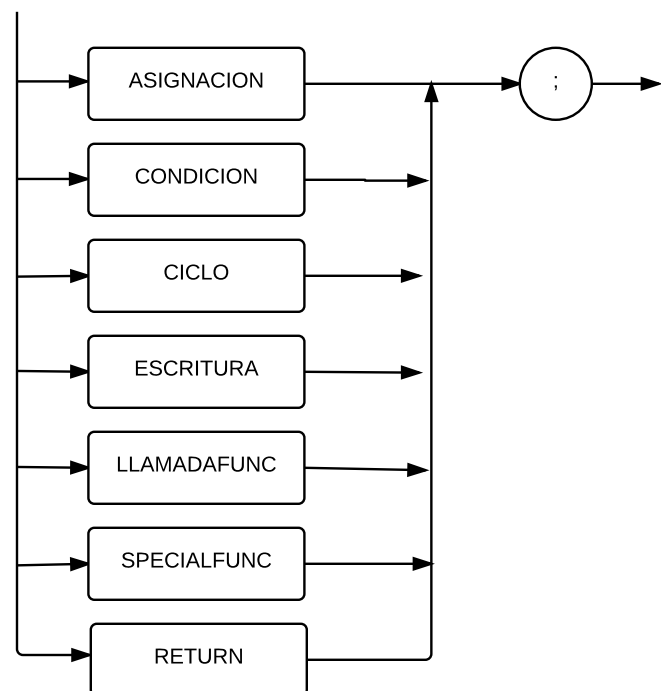 ASIGNACION
;
CONDICION
CICLO
ESCRITURA
LLAMADAFUNC
SPECIALFUNC
RETURN